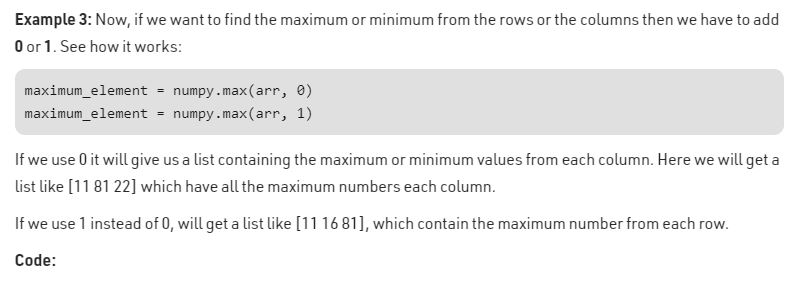 Example 3: Now, if we want to find the maximum or minimum from the rows or the columns then we have to add
0 or 1. See how it works:
maximum_element = numpy.max(arr, 0)
maximum_element = numpy.max(arr, 1)
If we use 0 it will give us a list containing the maximum or minimum values from each column. Here we will get a
list like [11 81 22] which have all the maximum numbers each column.
If we use 1 instead of 0, will get a list like [11 16 81], which contain the maximum number from each row.
Code: